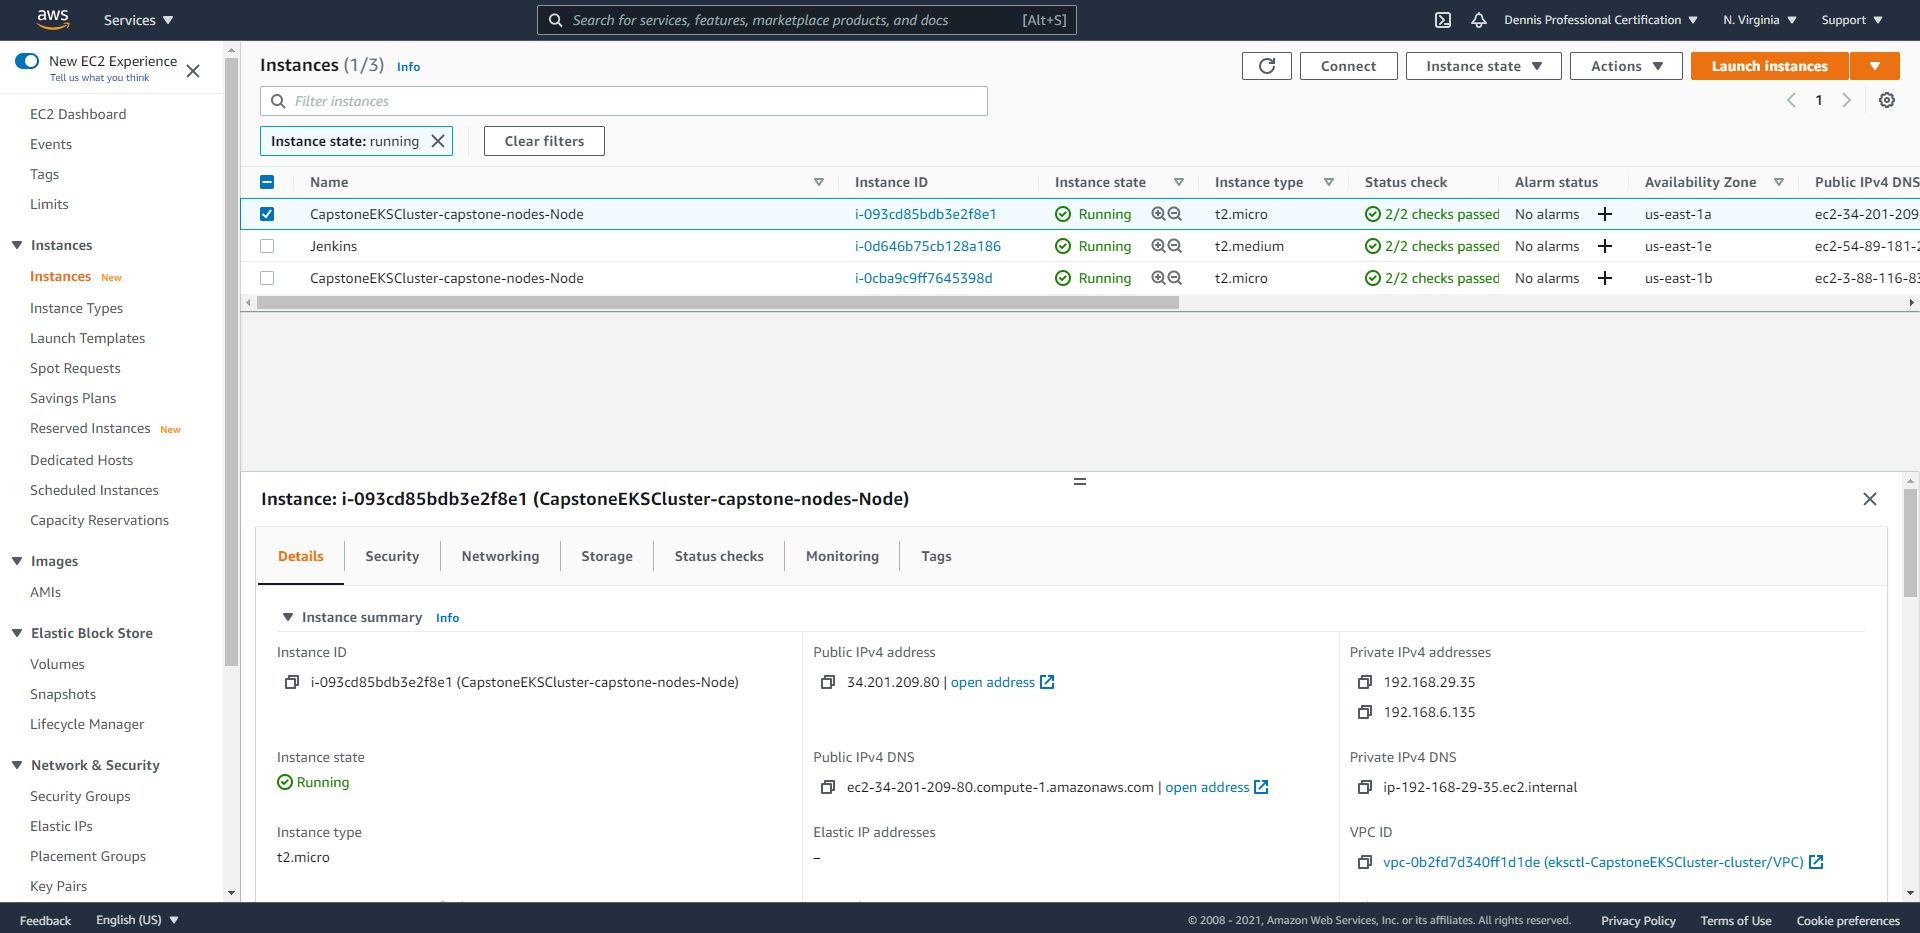 aws Services Search for services, features, marketplace products, and docs [Alt+S] Dennis Professional Certification N. Virginia Support
New EC2 Experience
Tell us what you think
EC2 Dashboard
Events
Tags
Limits
Instances
Instances New
Instance Types
Launch Templates
Spot Requests
Savings Plans
Reserved Instances New
Dedicated Hosts
Scheduled Instances
Capacity Reservations
Images
AMIs
Elastic Block Store
Volumes
Snapshots
Lifecycle Manager
Network & Security
Security Groups
Elastic IPs
Placement Groups
Key Pairs
Instances (1/3) Info Connect Instance state Actions Launch instances
Filter instances 1
Instance state: running Clear filters
Name Instance ID Instance state Instance type Status check Alarm status Availability Zone Public IPv4 DNS
CapstoneEKSCluster-capstone-nodes-Node i-093cd85bdb3e2f8e1 Running t2.micro 2/2 checks passed No alarms us-east-1a ec2-34-201-209
Jenkins i-0d646b75cb128a186 Running t2.medium 2/2 checks passed No alarms us-east-1e ec2-54-89-181-2
CapstoneEKSCluster-capstone-nodes-Node i-0cba9c9ff7645398d Running t2.micro 2/2 checks passed No alarms us-east-1b ec2-3-88-116-83
Instance: i-093cd85bdb3e2f8e1 (CapstoneEKSCluster-capstone-nodes-Node)
Details Security Networking Storage Status checks Monitoring Tags
Instance summary Info
Instance ID Public IPv4 address Private IPv4 addresses
i-093cd85bdb3e2f8e1 (CapstoneEKSCluster-capstone-nodes-Node) 34.201.209.80 | open address 192.168.29.35
192.168.6.135
Instance state Public IPv4 DNS Private IPv4 DNS
Running ec2-34-201-209-80.compute-1.amazonaws.com | open address ip-192-168-29-35.ec2.internal
Instance type Elastic IP addresses VPC ID
t2.micro – vpc-0b2fd7d340ff1d1de (eksctl-CapstoneEKSCluster-cluster/VPC)
Feedback English (US) © 2008 - 2021, Amazon Web Services, Inc. or its affiliates. All rights reserved. Privacy Policy Terms of Use Cookie preferences